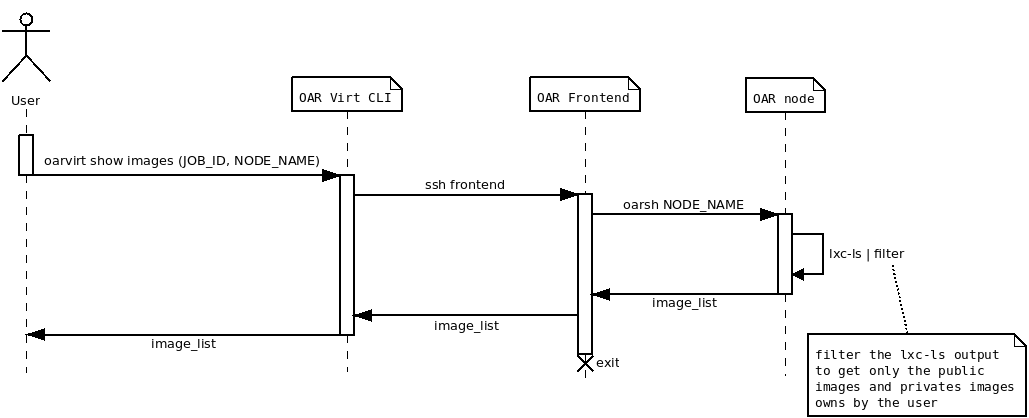 User
OAR Virt CLI
OAR Frontend
OAR node
oarvirt show images (JOB_ID, NODE_NAME)
ssh frontend
oarsh NODE_NAME
lxc-ls | filter
image_list
image_list
image_list
exit
filter the lxc-ls output
to get only the public
images and privates images
owns by the user